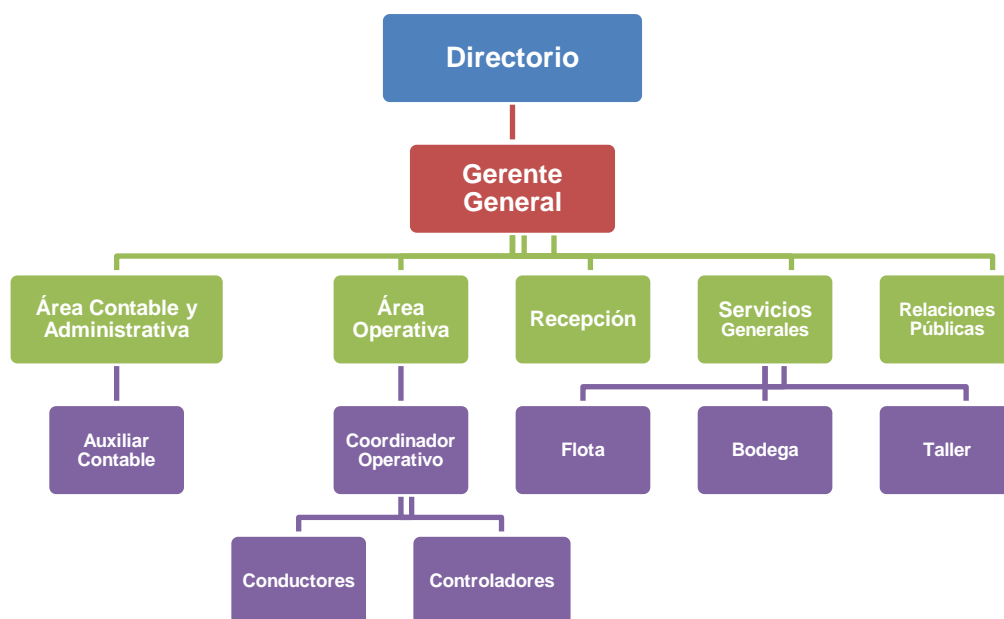 Directorio
Gerente
General
Área Contable y
Administrativa
Área
Operativa
Recepción
Servicios
Generales
Relaciones
Públicas
Auxiliar
Contable
Coordinador
Operativo
Flota
Bodega
Taller
Conductores
Controladores